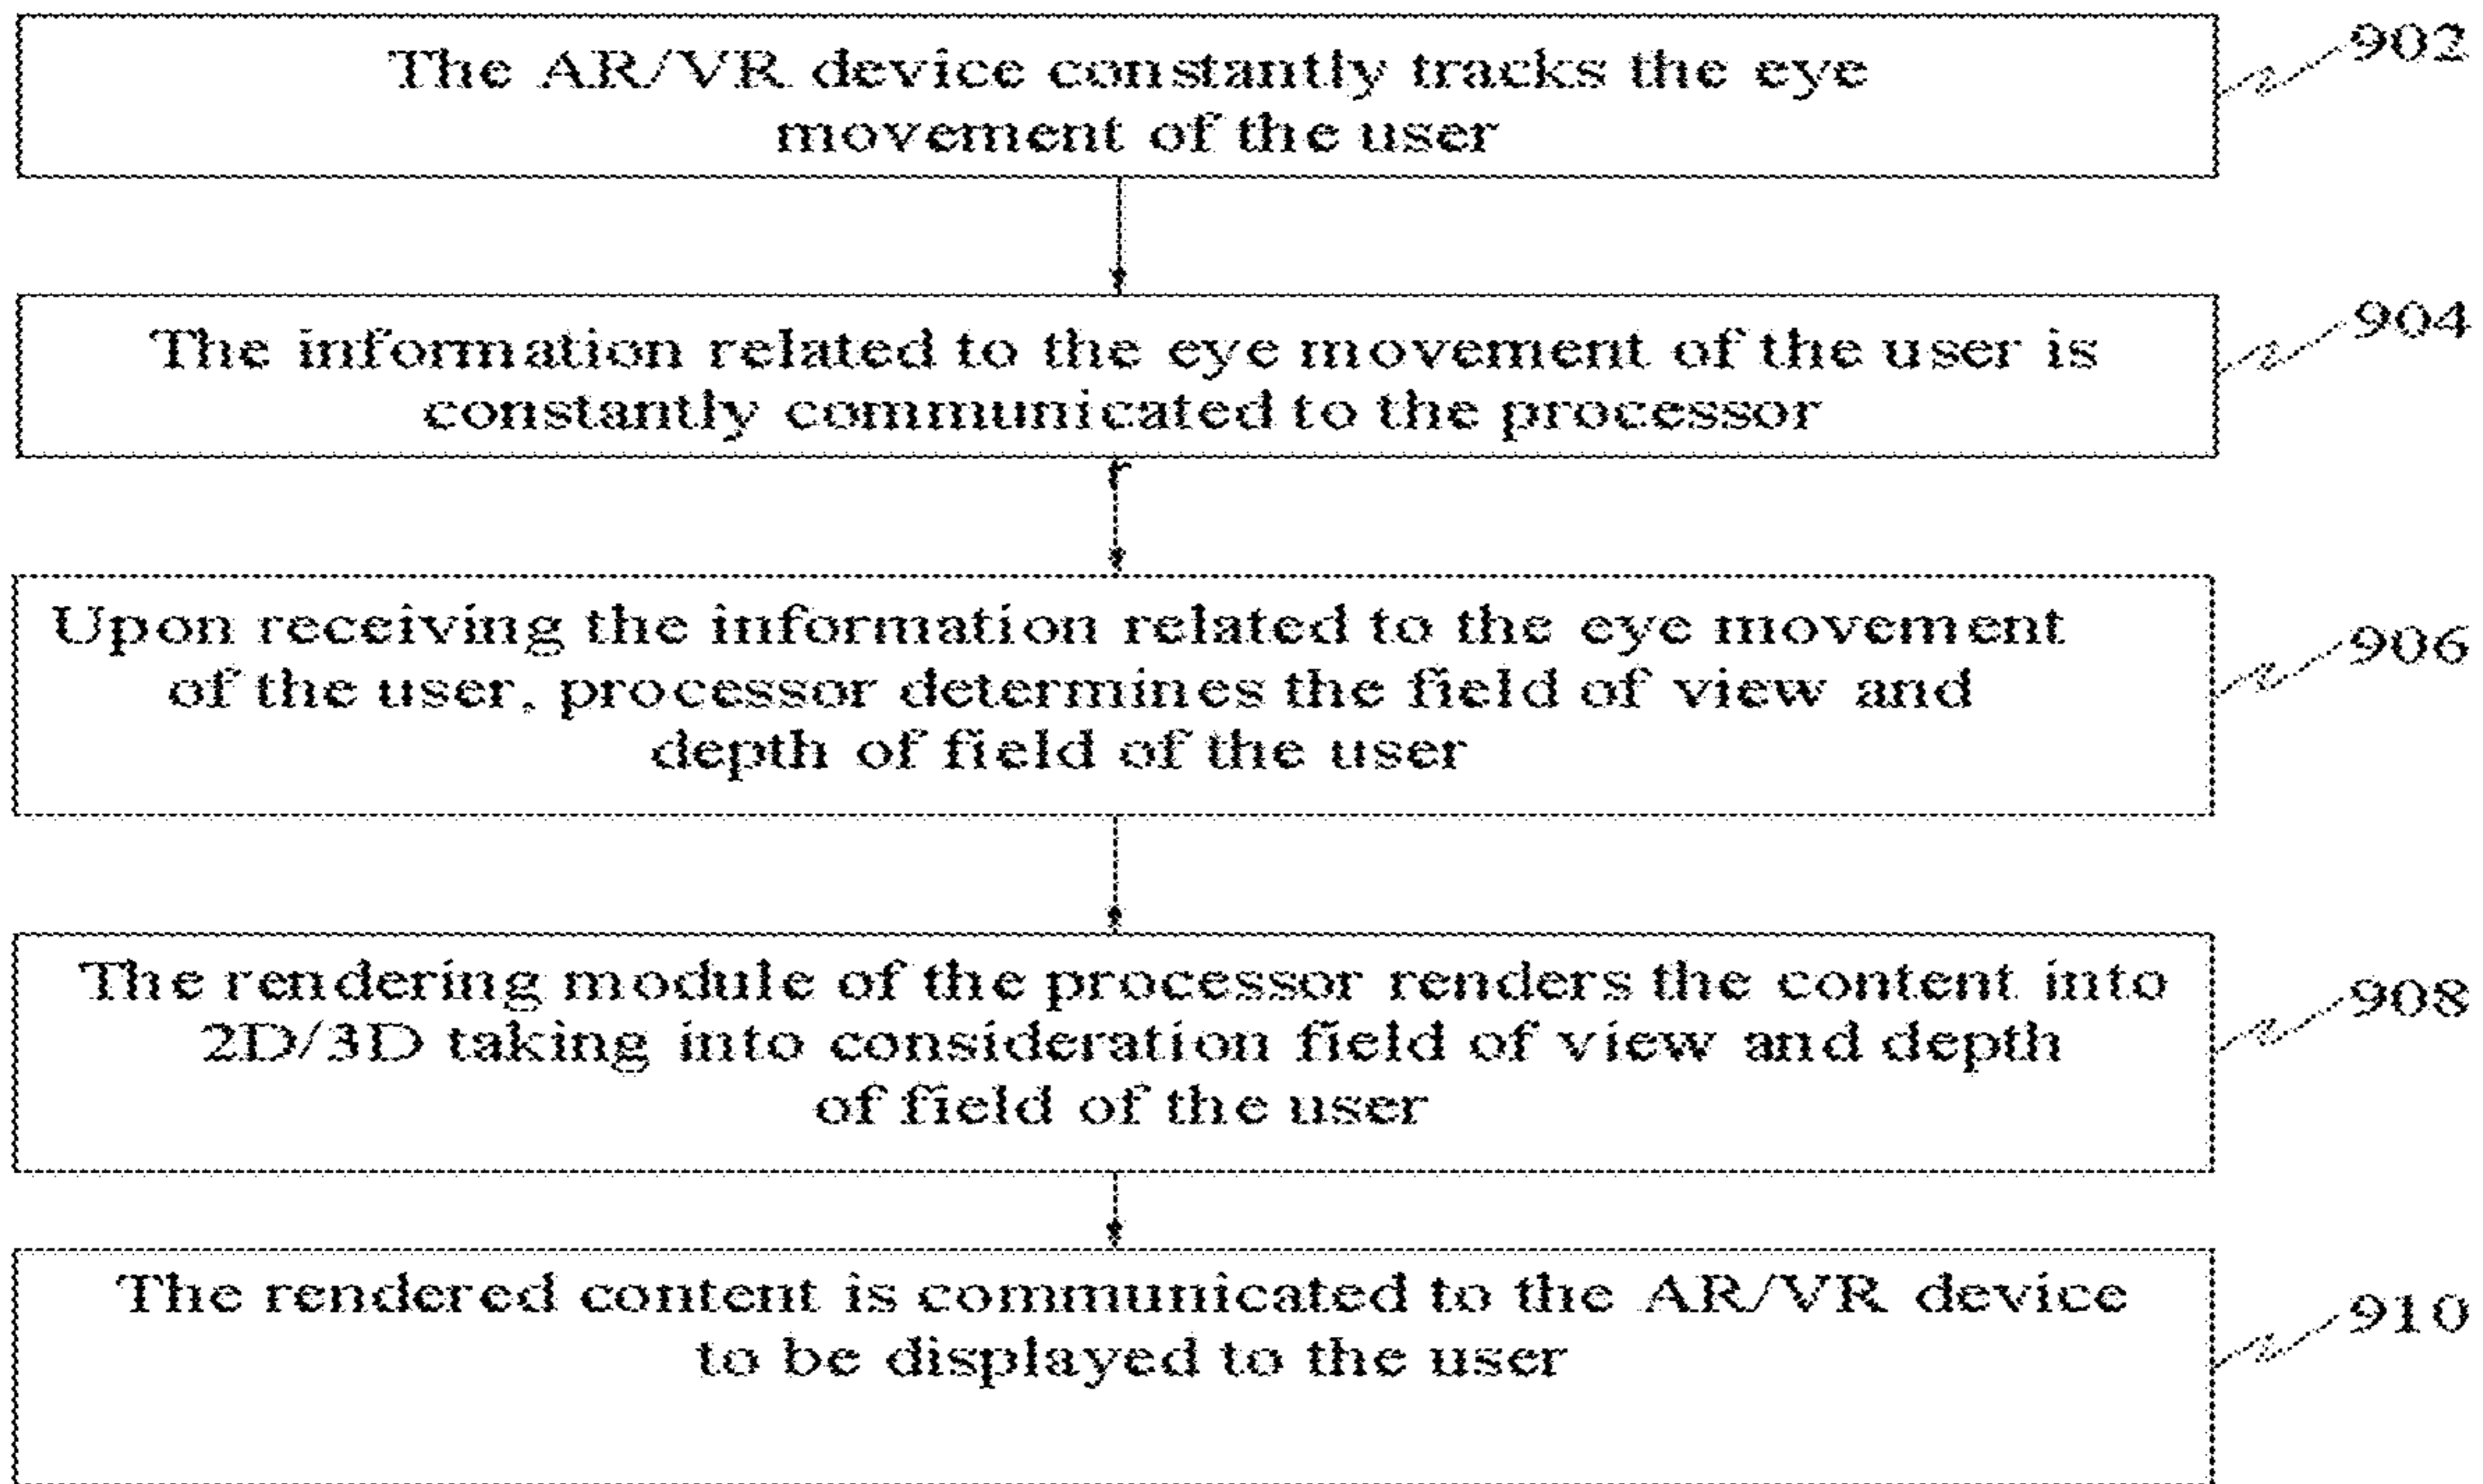 The AR/VR device constantly tracks the eye
movement of the user
902
The information related to the eye movement of the user is
constantly communicated to the processor
904
Upon receiving the information related to the eye movement
of the user, processor determines the field of view and
depth of field of the user
906
The rendering module of the processor renders the content into
2D/3D taking into consideration field of view and depth
of field of the user
908
The rendered content is communicated to the AR/VR device
to be displayed to the user
910